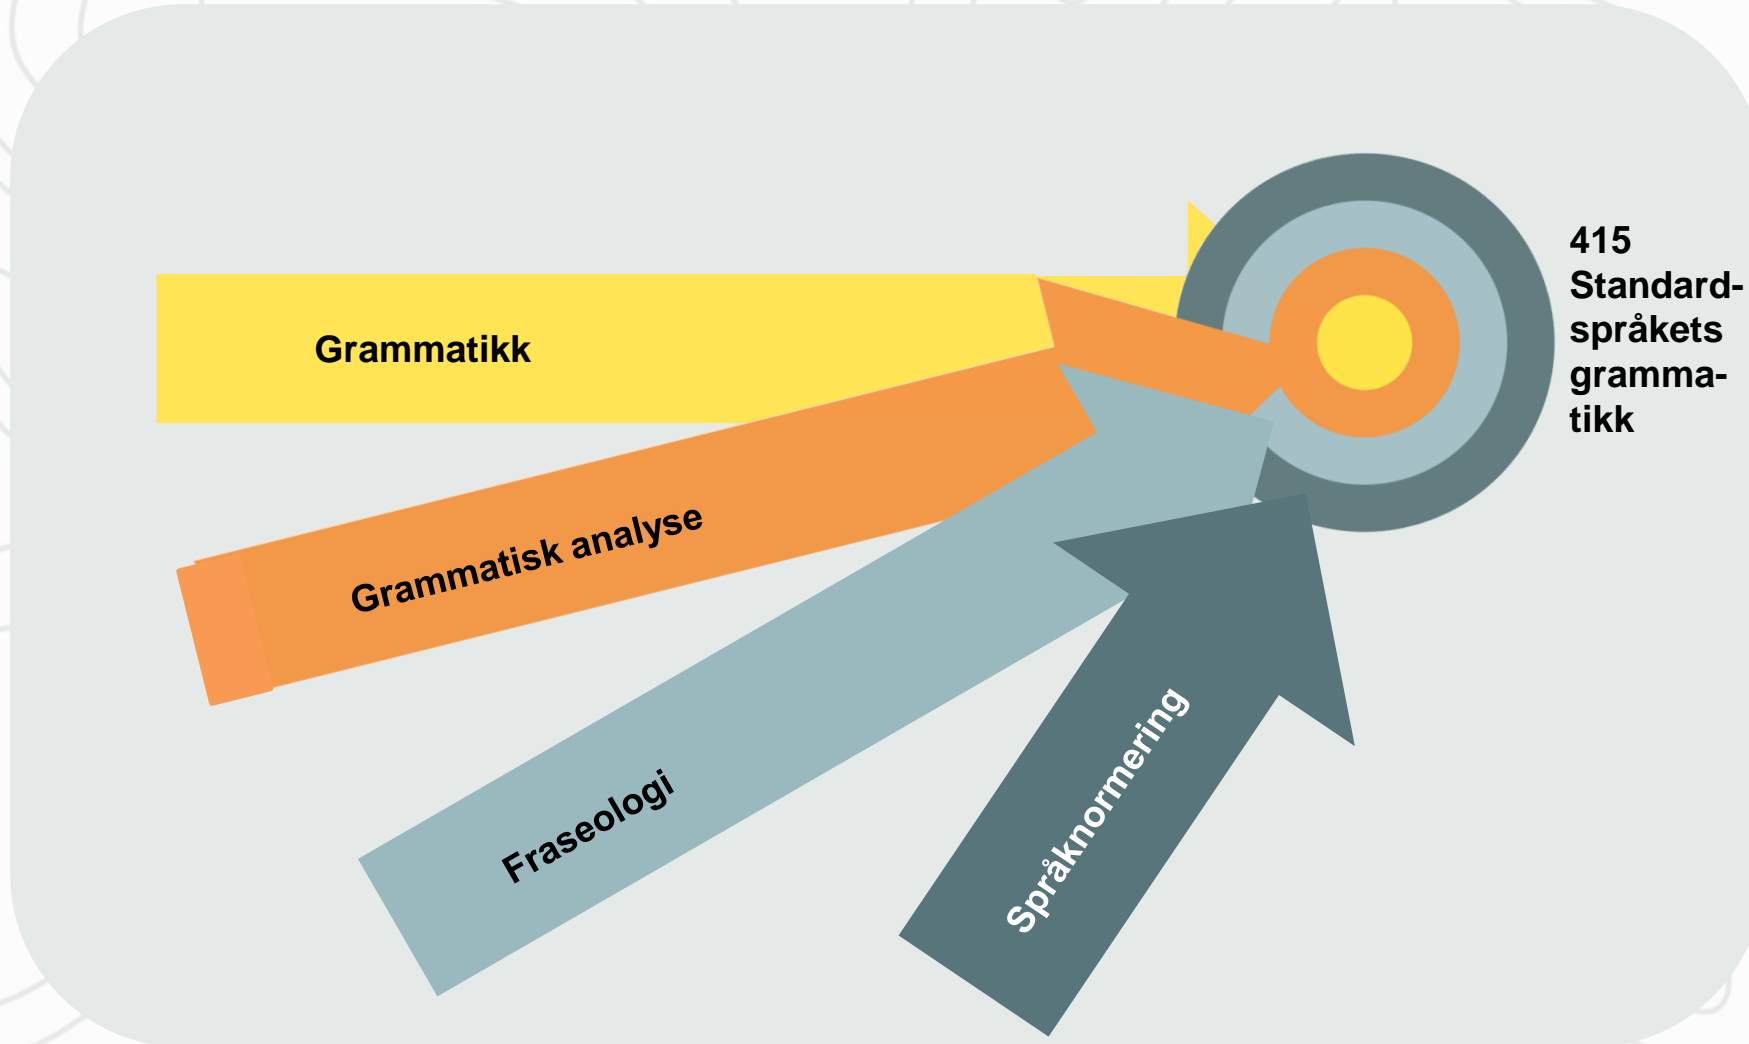 Grammatikk
Grammatisk analyse
Fraseologi
Språknormering
415
Standard-
språkets
gramma-
tikk